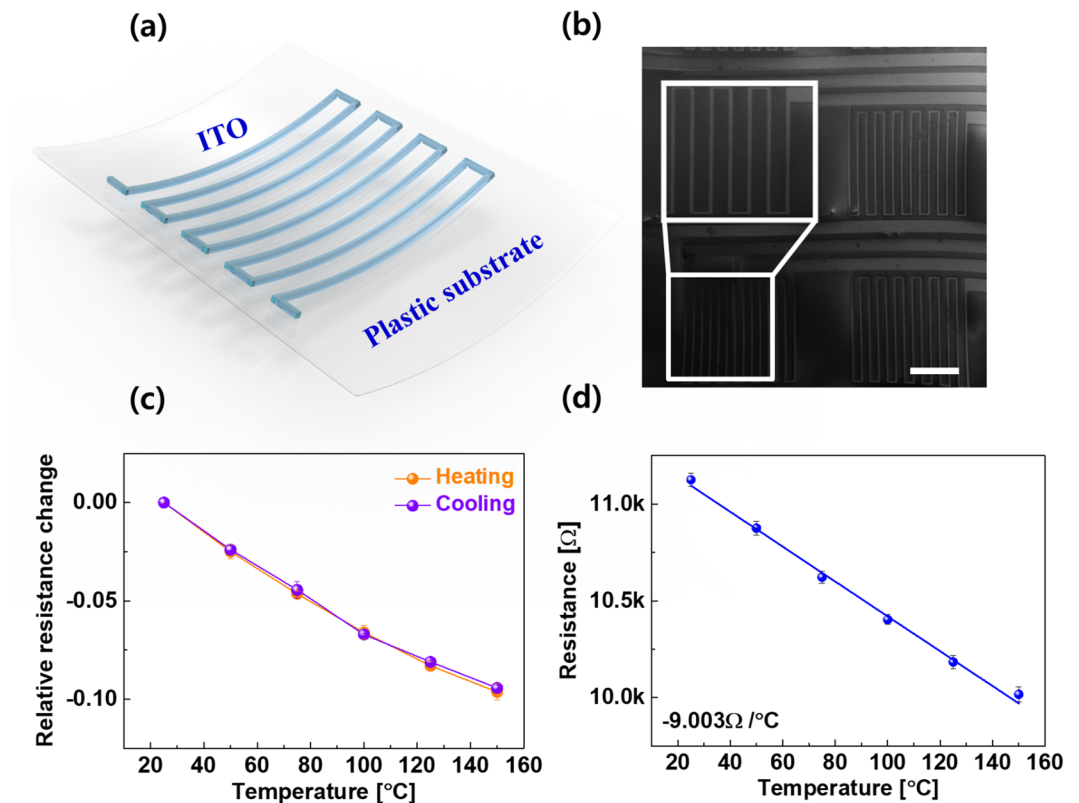 (a)
ITO
Plastic substrate
(b)
(c)
Relative resistance change
0.00
-0.05
-0.10
Heating
Cooling
20 40 60 80 100 120 140 160
Temperature [°C]
(d)
Resistance [Ω]
11.0k
10.5k
10.0k
-9.003Ω /°C
20 40 60 80 100 120 140 160
Temperature [°C]